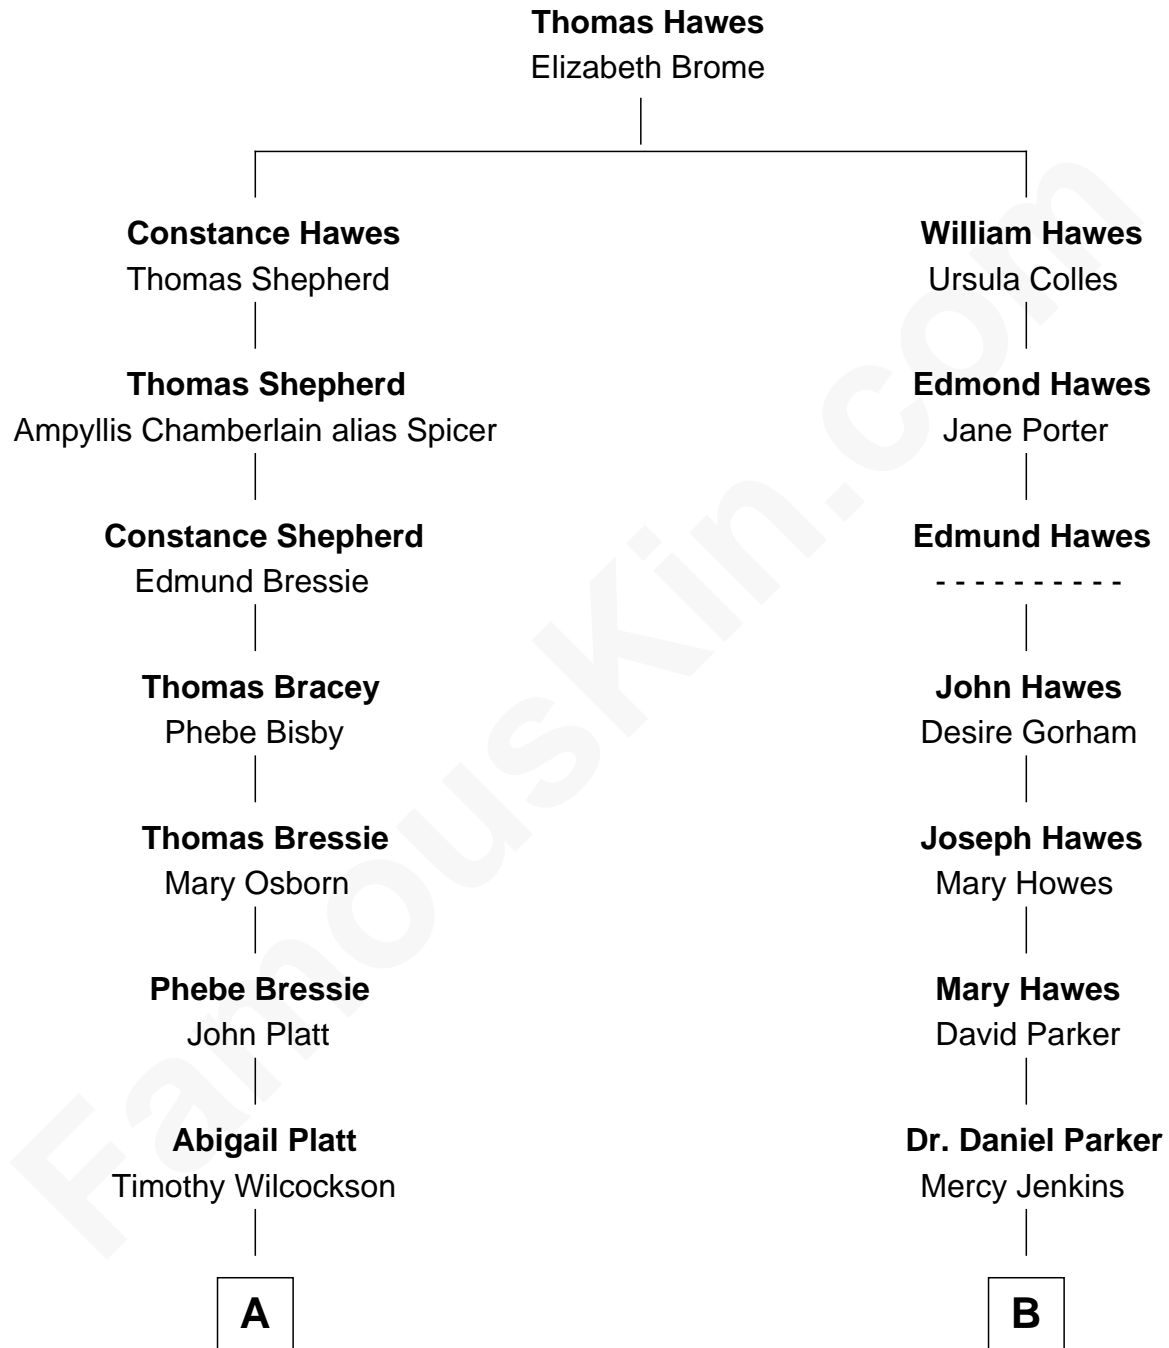 Thomas Hawes
Elizabeth Brome
Constance Hawes
Thomas Shepherd
William Hawes
Ursula Colles
Thomas Shepherd
Ampyllis Chamberlain alias Spicer
Edmond Hawes
Jane Porter
Constance Shepherd
Edmund Bressie
Edmund Hawes
- - - - - - - - - -
Thomas Bracey
Phebe Bisby
John Hawes
Desire Gorham
Thomas Bressie
Mary Osborn
Joseph Hawes
Mary Howes
Phebe Bressie
John Platt
Mary Hawes
David Parker
Abigail Platt
Timothy Wilcockson
Dr. Daniel Parker
Mercy Jenkins
A
B
FamousKin.com